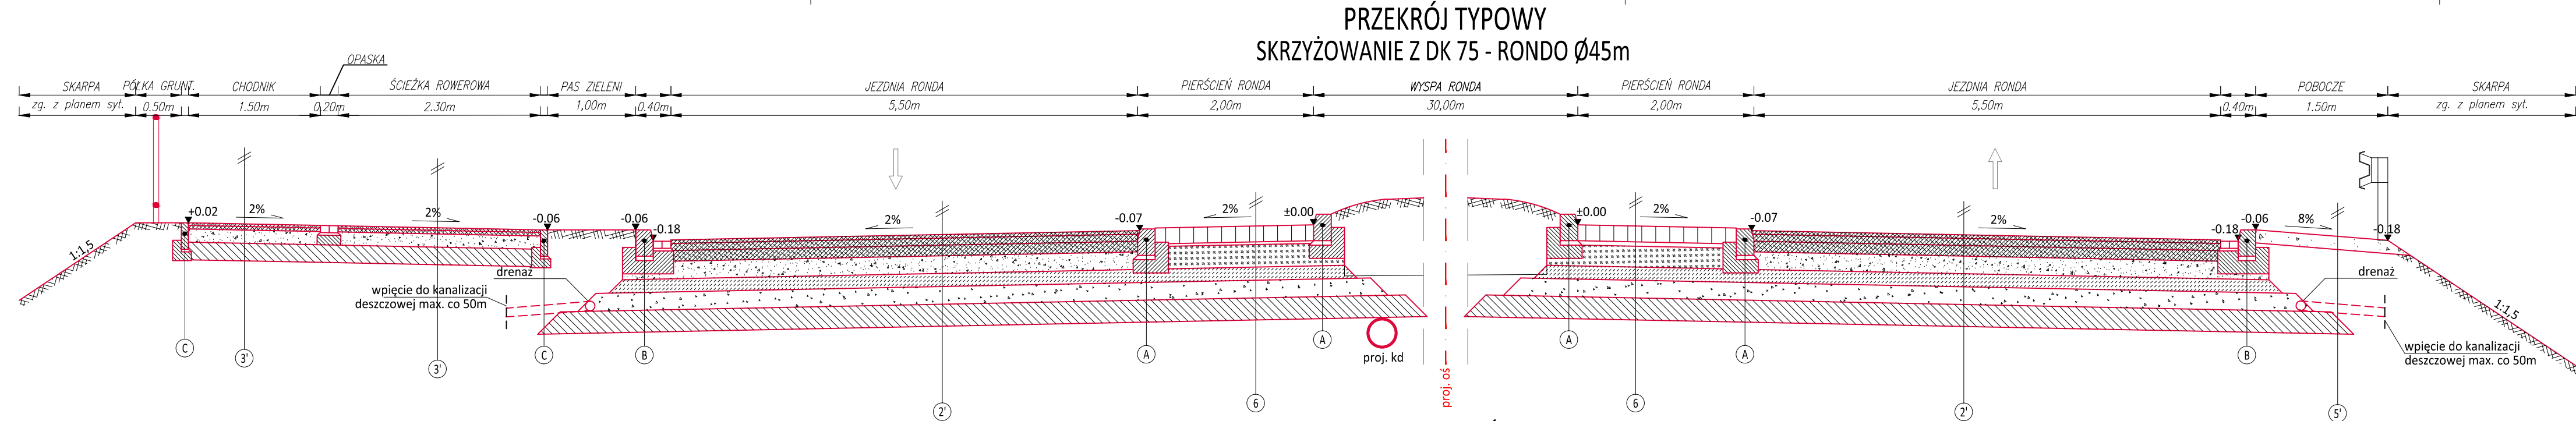 PRZEKRÓJ TYPOWY
SKRZYŻOWANIE Z DK 75 - RONDO Ø45m
OPASKA
SKARPA PÓŁKA GRUNT. CHODNIK ŚCIEŻKA ROWEROWA PAS ZIELENI JEZDNIA RONDA PIERŚCIEŃ RONDA WYSPA RONDA PIERŚCIEŃ RONDA JEZDNIA RONDA POBOCZE SKARPA
zg. z planem syt. 0.50m 1.50m 0.20m 2.30m 1,00m 0.40m 5,50m 2,00m 30,00m 2,00m 5,50m 0.40m 1.50m zg. z planem syt.
+0.02 2% 2% -0.06 -0.06 -0.18 2% -0.07 2% ±0.00 ±0.00 2% -0.07 2% -0.18 -0.06 8% -0.18
1:1,5
drenaż drenaż
wpięcie do kanalizacji
deszczowej max. co 50m
1:1,5
wpięcie do kanalizacji
deszczowej max. co 50m
proj. kd
proj. oś
C 3' 3' C B 2' A 6 A A 6 A 2' B 5'